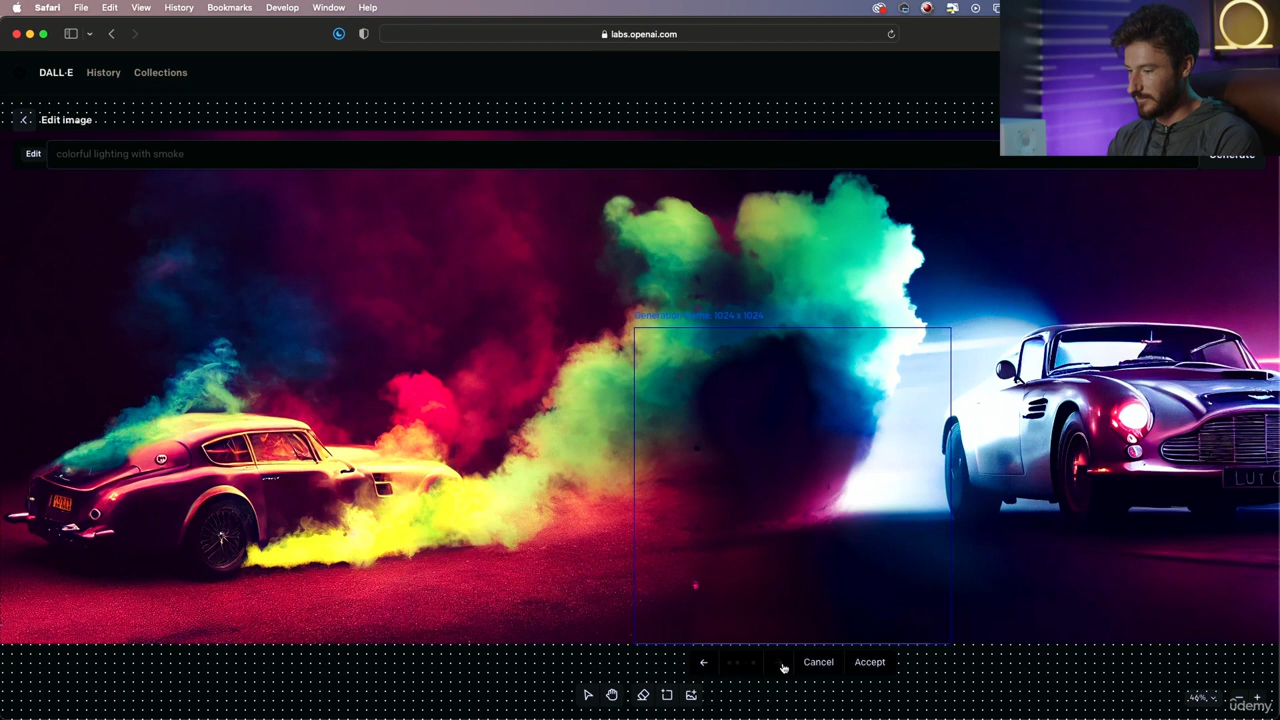 Safari File Edit View History Bookmarks Develop Window Help
labs.openai.com
DALL·E History Collections
Edit image
Edit colorful lighting with smoke Generate
Generation frame: 1024 x 1024
Cancel Accept
46%
udemy